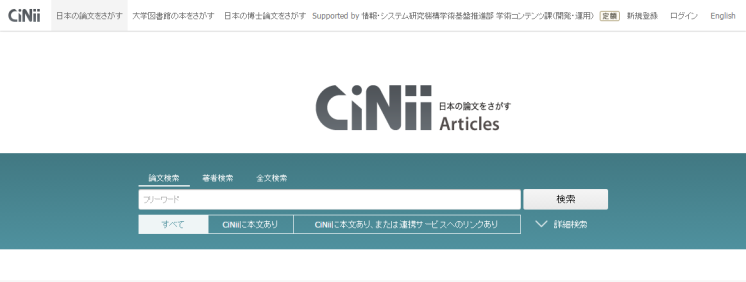 CiNii 日本の論文をさがす 大学図書館の本をさがす 日本の博士論文をさがす Supported by 情報・システム研究機構学術基盤推進部 学術コンテンツ課(開発・運用) 定額 新規登録 ログイン English
CiNii 日本の論文をさがす
Articles
論文検索 著者検索 全文検索
フリーワード 検索
すべて CiNiiに本文あり CiNiiに本文あり、または連携サービスへのリンクあり 詳細検索